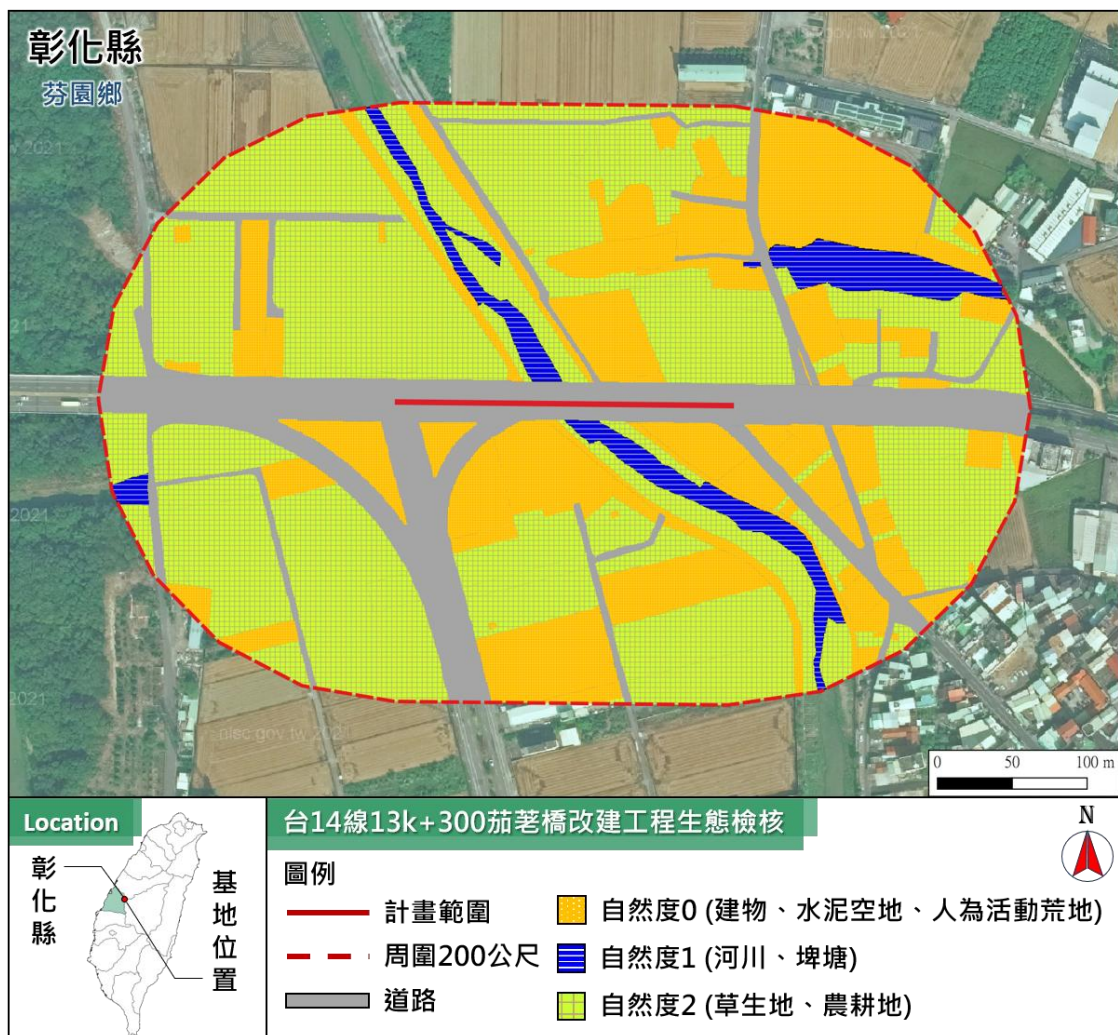 彰化縣
芬園鄉
nlsc.gov.tw 2021
0 50 100 m
Location
彰化縣
基地位置
台14線13k+300茄荖橋改建工程生態檢核
N
圖例
計畫範圍
周圍200公尺
道路
自然度0 (建物、水泥空地、人為活動荒地)
自然度1 (河川、埤塘)
自然度2 (草生地、農耕地)